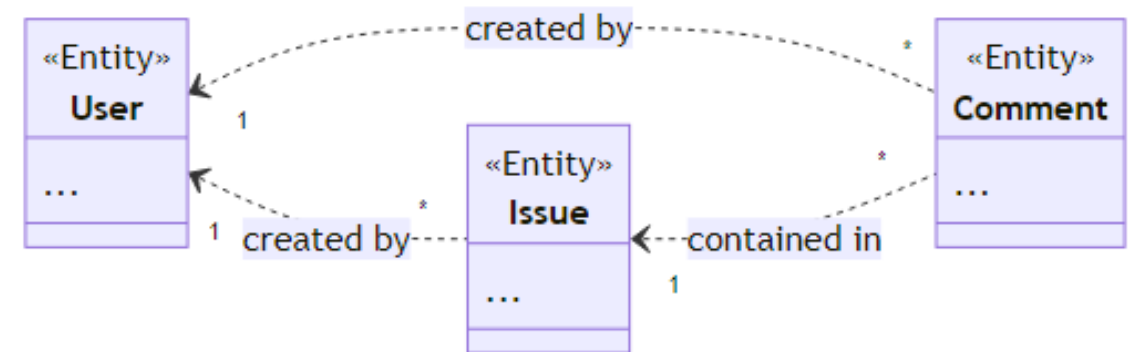 «Entity»
User
...
created by
1
*
1
created by
*
«Entity»
Issue
...
contained in
*
1
«Entity»
Comment
...